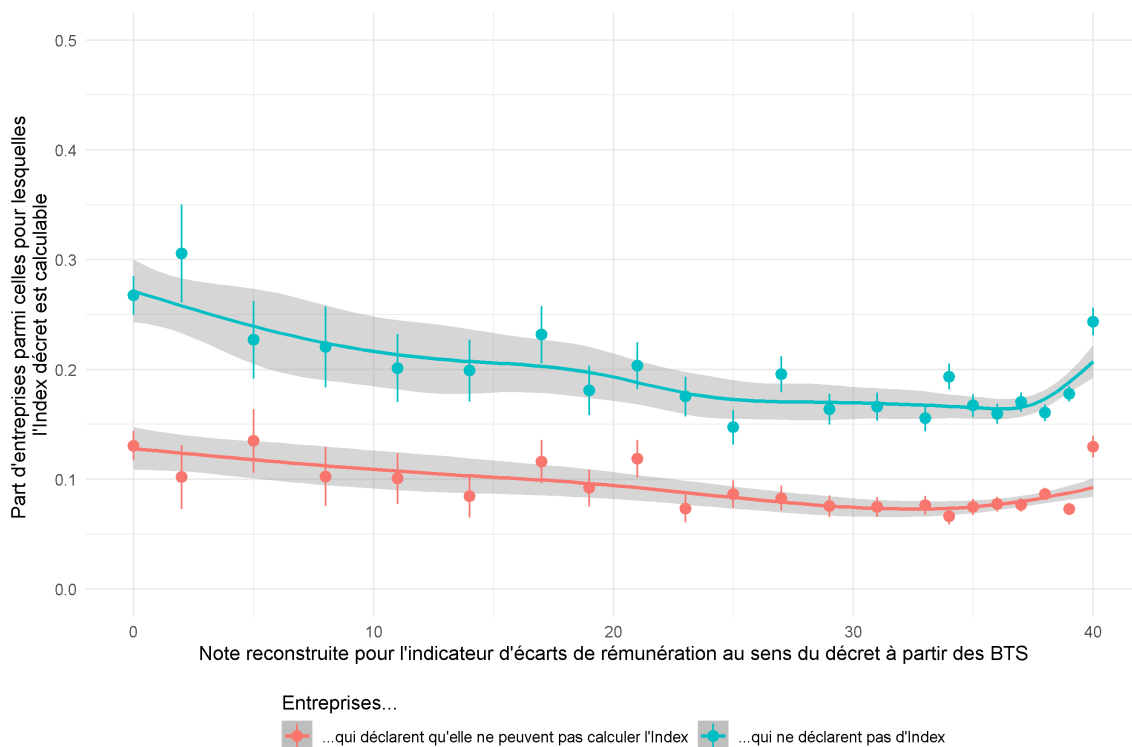 Part d'entreprises parmi celles pour lesquelles
l'Index décret est calculable
0.5
0.4
0.3
0.2
0.1
0.0
0 10 20 30 40
Note reconstruite pour l'indicateur d'écarts de rémunération au sens du décret à partir des BTS
Entreprises...
...qui déclarent qu'elle ne peuvent pas calculer l'Index ...qui ne déclarent pas d'Index